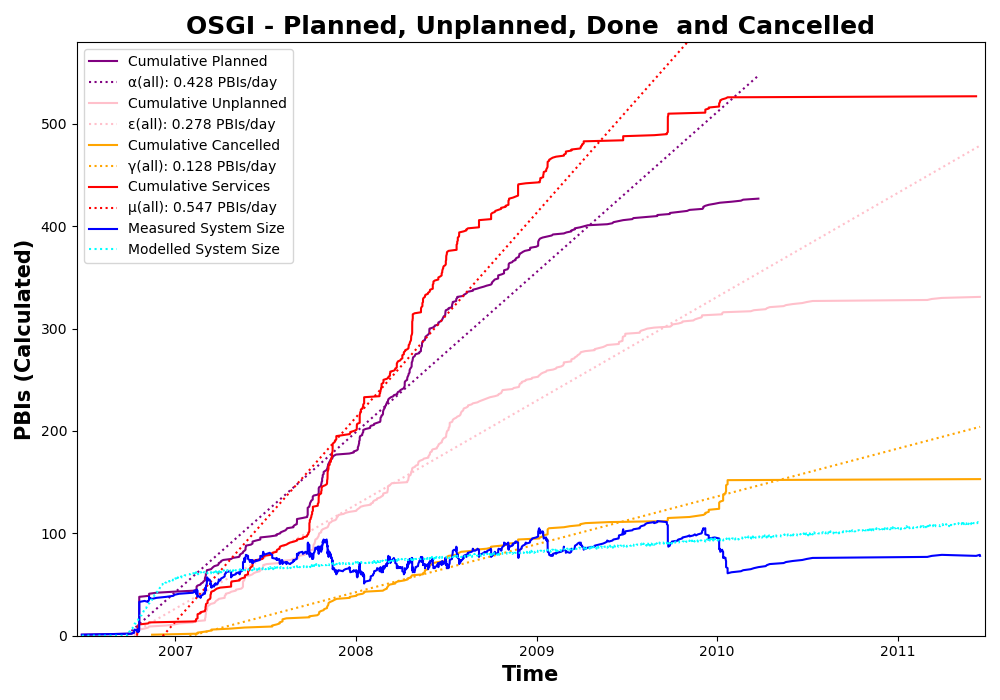 OSGI - Planned, Unplanned, Done  and Cancelled
Cumulative Planned
α(all): 0.428 PBIs/day
Cumulative Unplanned
ε(all): 0.278 PBIs/day
Cumulative Cancelled
γ(all): 0.128 PBIs/day
Cumulative Services
μ(all): 0.547 PBIs/day
Measured System Size
Modelled System Size
PBIs (Calculated)
500
400
300
200
100
0
2007 2008 2009 2010 2011
Time